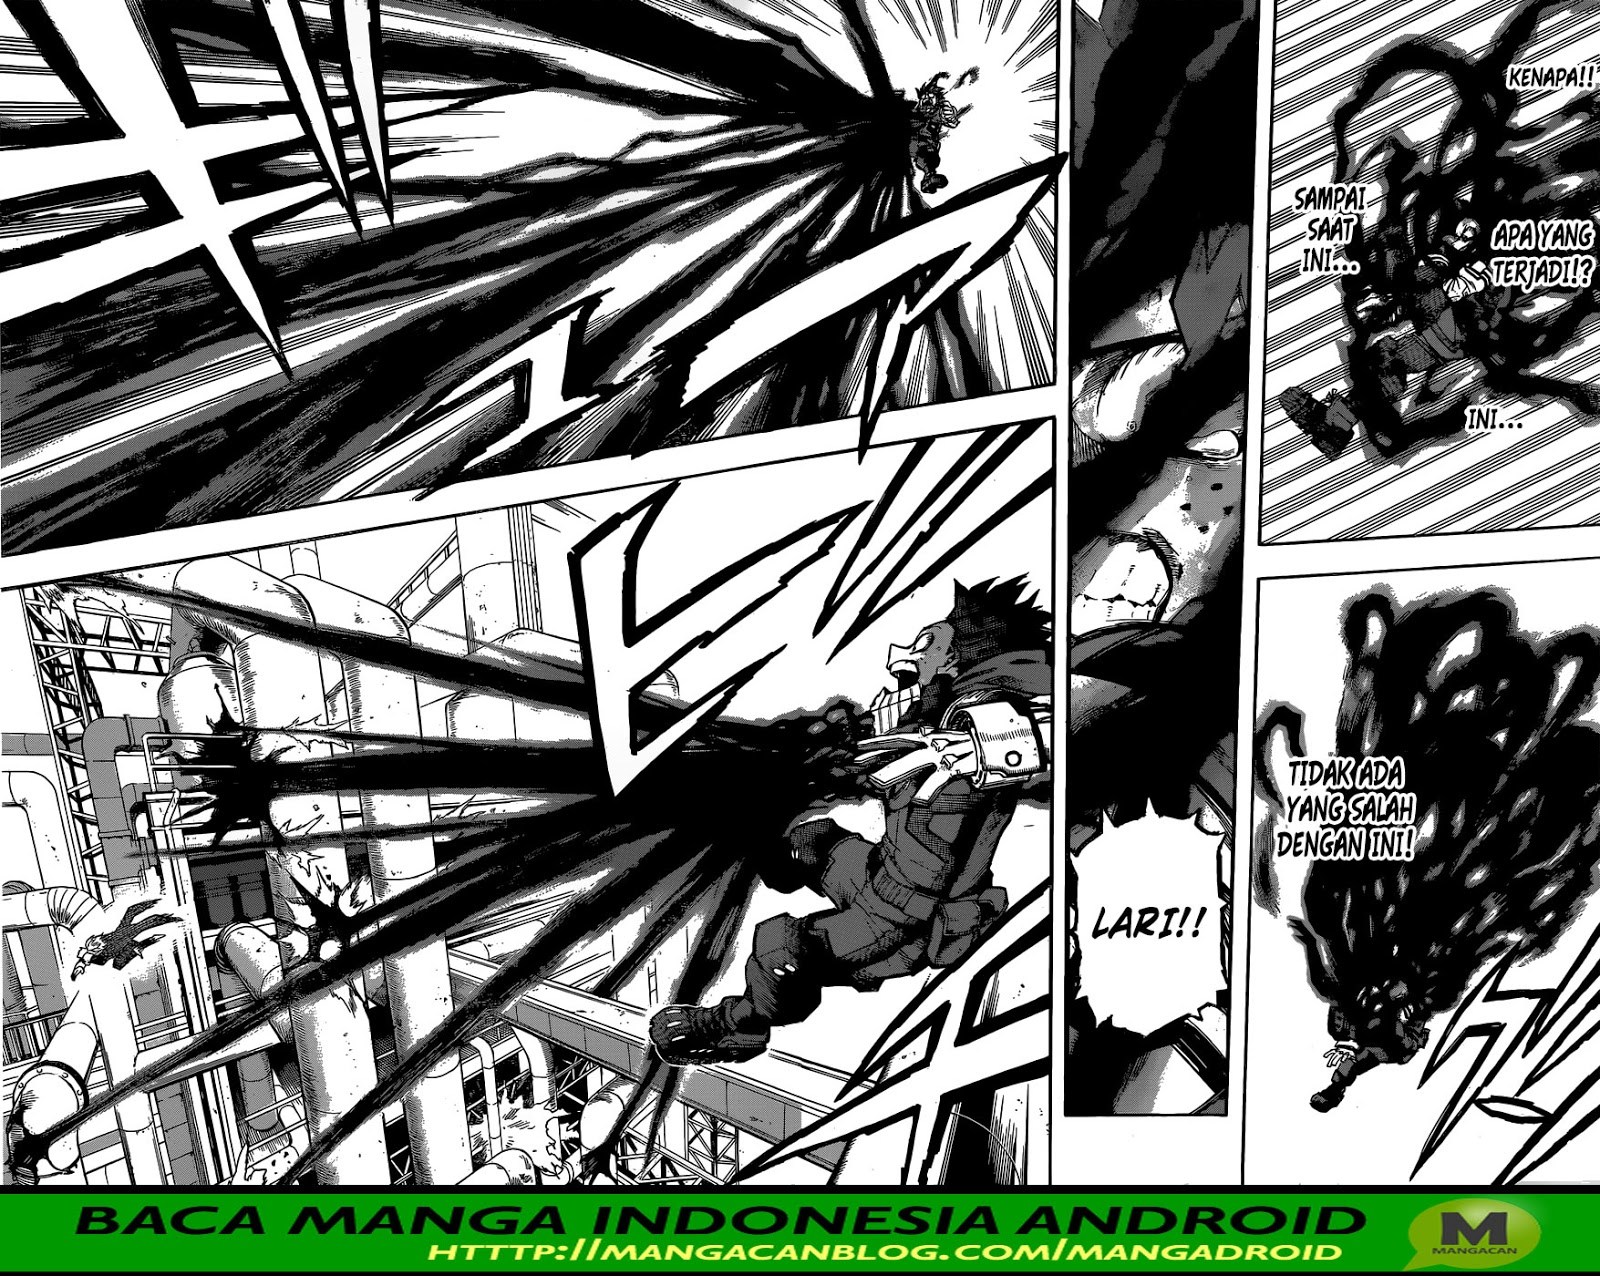 KENAPA!!
APA YANG
TERJADI!?
SAMPAI
SAAT
INI...
INI...
TIDAK ADA
YANG SALAH
DENGAN INI!
LARI!!
BACA MANGA INDONESIA ANDROID
HTTTP://MANGACANBLOG.COM/MANGADROID
M
MANGACAN